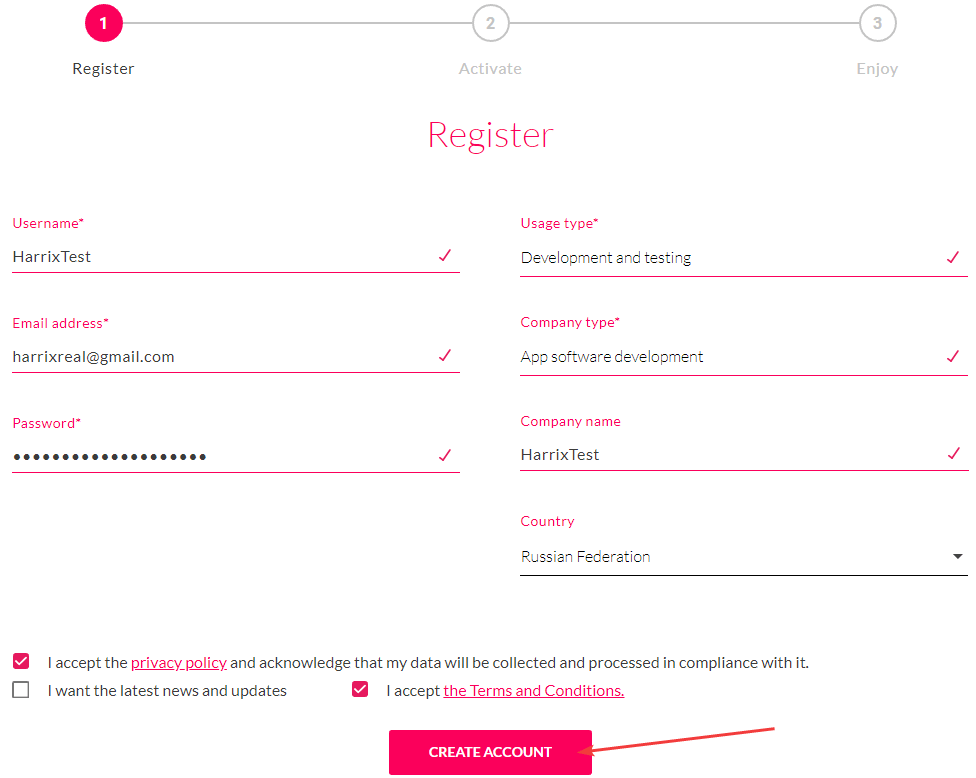 1 2 3
Register Activate Enjoy
Register
Username*
HarrixTest
Email address*
harrixreal@gmail.com
Password*
••••••••••••••••••••
Usage type*
Development and testing
Company type*
App software development
Company name
HarrixTest
Country
Russian Federation
I accept the privacy policy and acknowledge that my data will be collected and processed in compliance with it.
I want the latest news and updates I accept the Terms and Conditions.
CREATE ACCOUNT